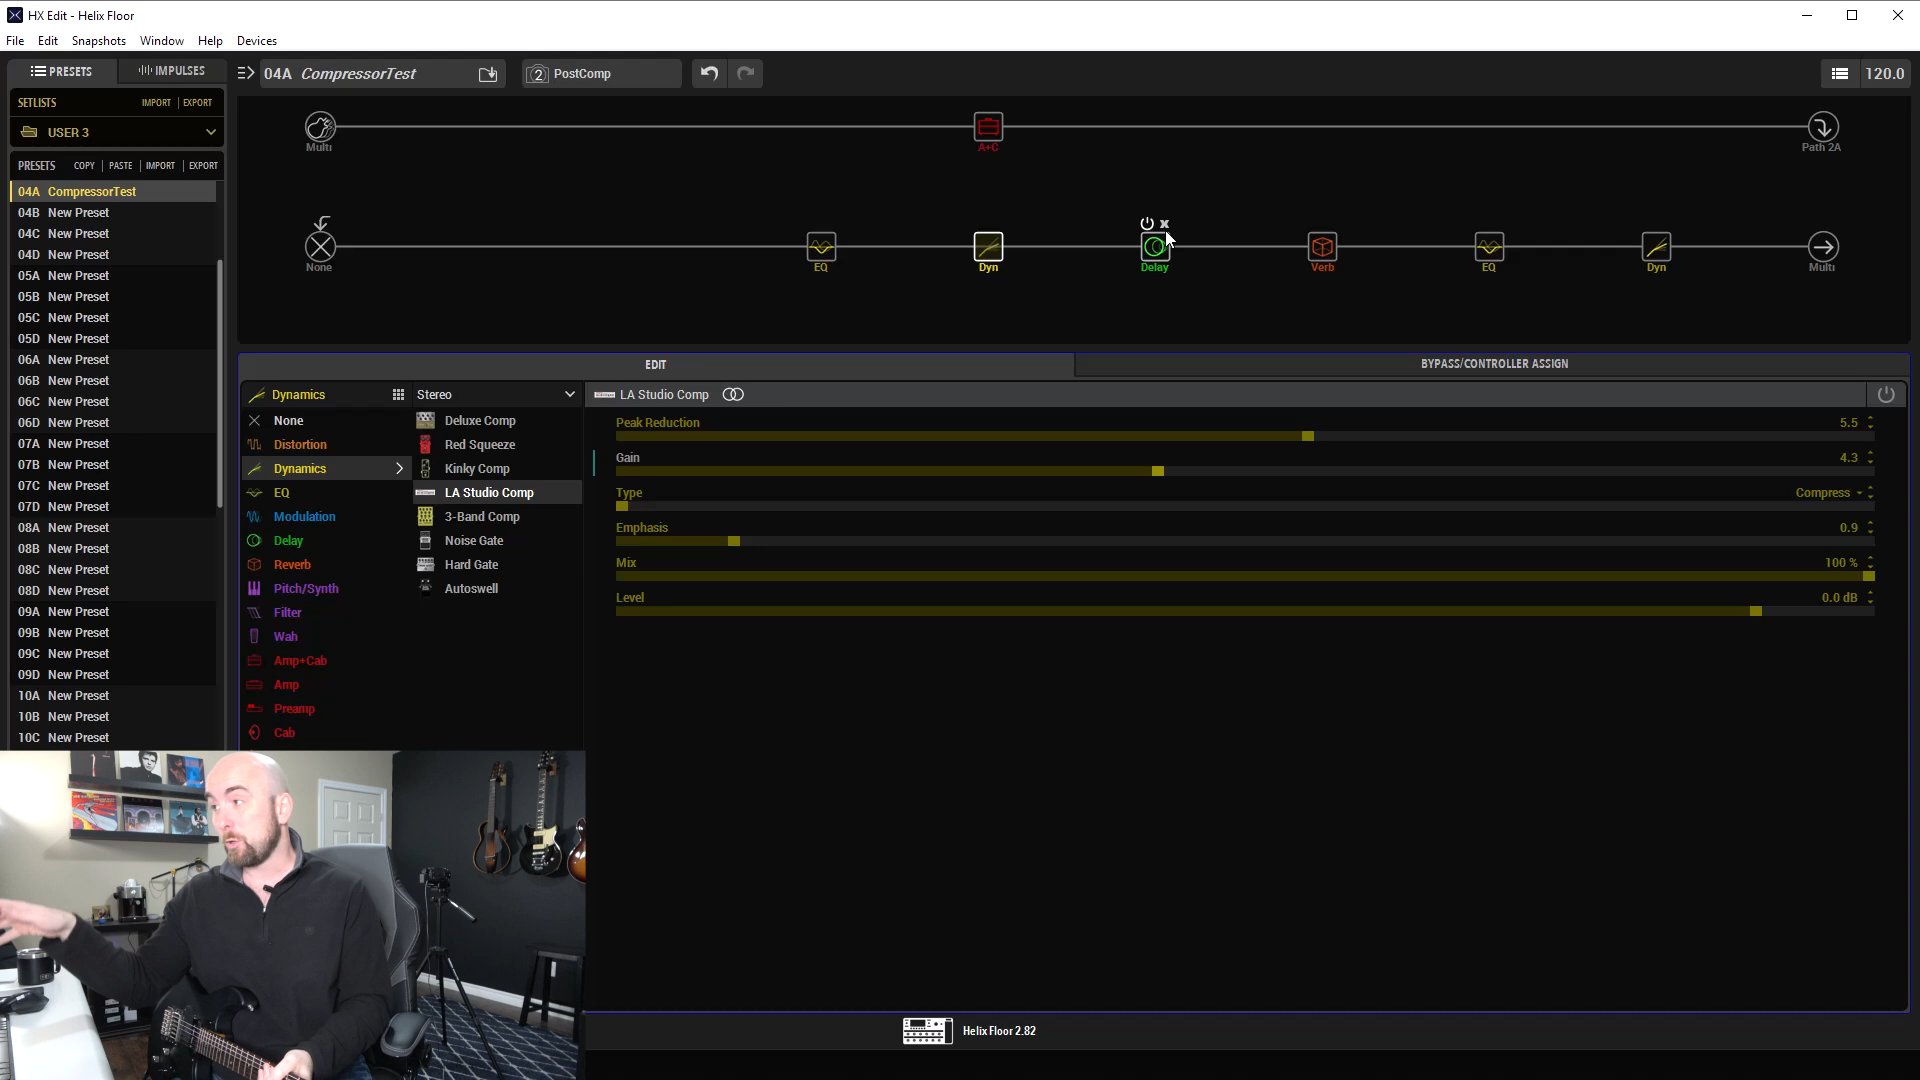 HX Edit - Helix Floor
File Edit Snapshots Window Help Devices
PRESETS IMPULSES
04A CompressorTest
2 PostComp
120.0
SETLISTS IMPORT | EXPORT
USER 3
PRESETS COPY | PASTE | IMPORT | EXPORT
04A CompressorTest
04B New Preset
04C New Preset
04D New Preset
05A New Preset
05B New Preset
05C New Preset
05D New Preset
06A New Preset
06B New Preset
06C New Preset
06D New Preset
07A New Preset
07B New Preset
07C New Preset
07D New Preset
08A New Preset
08B New Preset
08C New Preset
08D New Preset
09A New Preset
09B New Preset
09C New Preset
09D New Preset
10A New Preset
10B New Preset
10C New Preset
Multi A+C Path 2A
None EQ Dyn Delay Verb EQ Dyn Multi
EDIT BYPASS/CONTROLLER ASSIGN
Dynamics
None
Distortion
Dynamics
EQ
Modulation
Delay
Reverb
Pitch/Synth
Filter
Wah
Amp+Cab
Amp
Preamp
Cab
Stereo
Deluxe Comp
Red Squeeze
Kinky Comp
LA Studio Comp
3-Band Comp
Noise Gate
Hard Gate
Autoswell
LA Studio Comp
Peak Reduction 5.5
Gain 4.3
Type Compress
Emphasis 0.9
Mix 100 %
Level 0.0 dB
Helix Floor 2.82